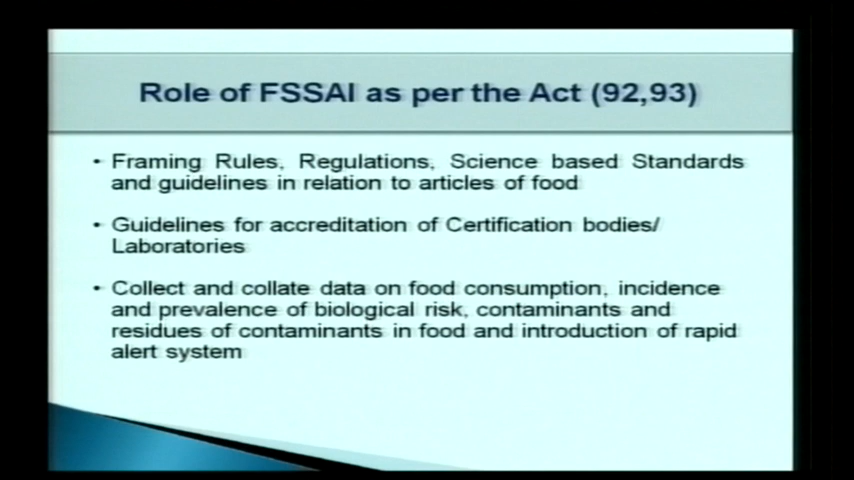 Role of FSSAI as per the Act (92,93)
• Framing Rules, Regulations, Science based Standards
and guidelines in relation to articles of food
• Guidelines for accreditation of Certification bodies/
Laboratories
• Collect and collate data on food consumption, incidence
and prevalence of biological risk, contaminants and
residues of contaminants in food and introduction of rapid
alert system